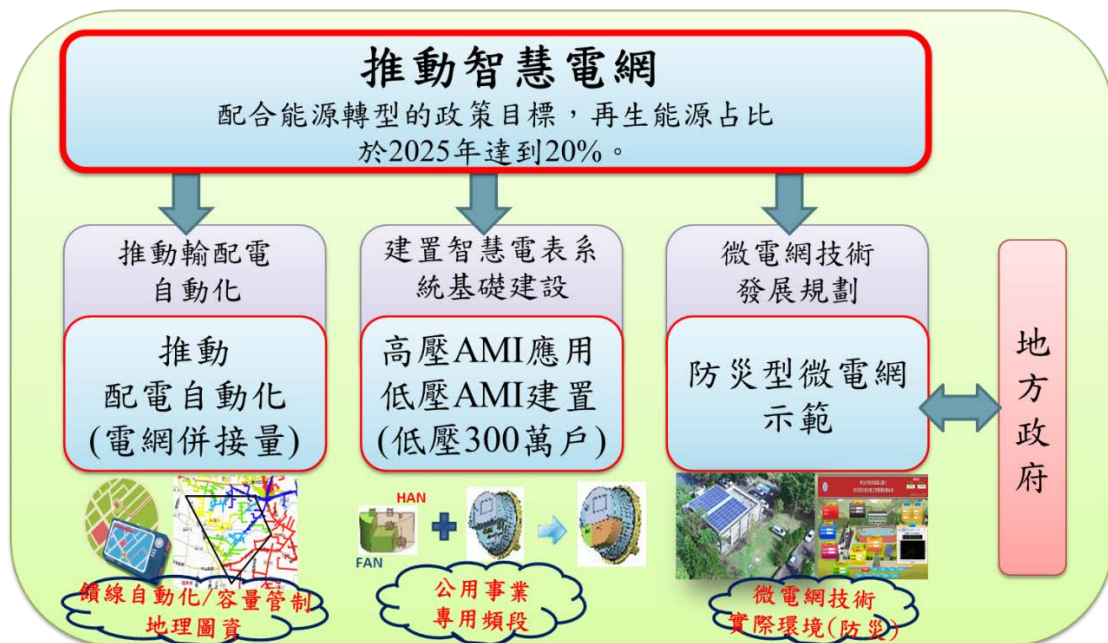 推動智慧電網
配合能源轉型的政策目標，再生能源占比
於2025年達到20%。
推動輸配電
自動化
推動
配電自動化
(電網併接量)
建置智慧電表系
統基礎建設
高壓AMI應用
低壓AMI建置
(低壓300萬戶)
微電網技術
發展規劃
防災型微電網
示範
地方政府
HAN
FAN
饋線自動化/容量管制
地理圖資
公用事業
專用頻段
微電網技術
實際環境(防災)